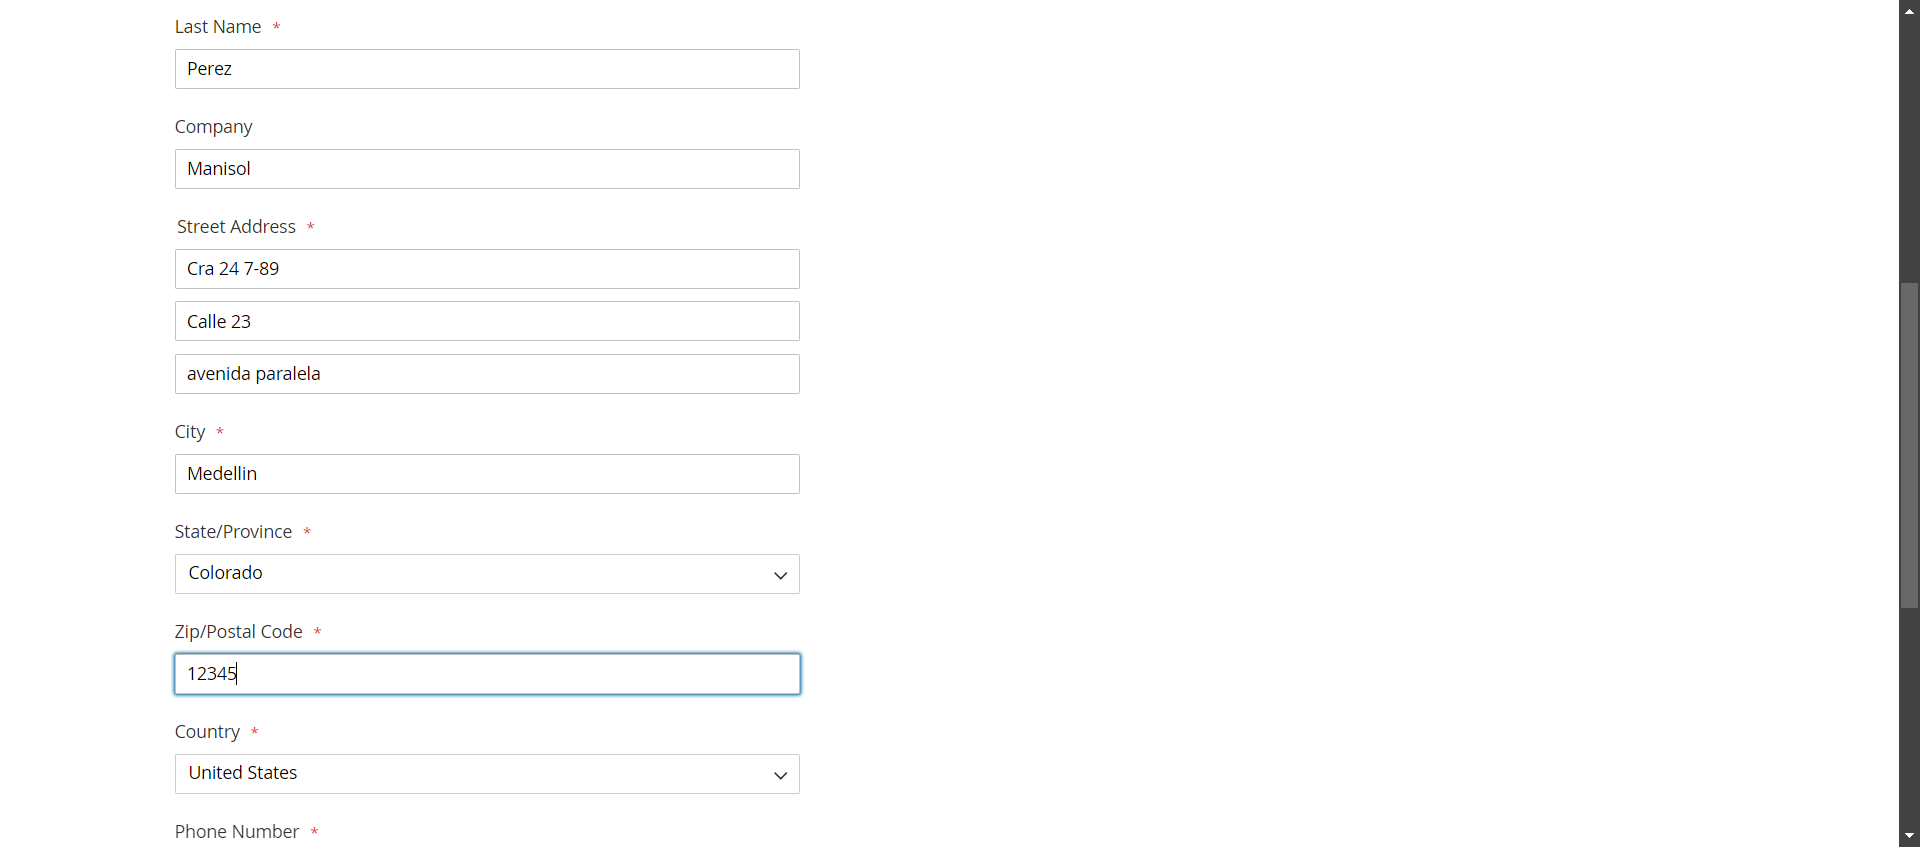 Last Name *
Perez
Company
Manisol
Street Address *
Cra 24 7-89
Calle 23
avenida paralela
City *
Medellin
State/Province *
Colorado
Zip/Postal Code *
12345
Country *
United States
Phone Number *